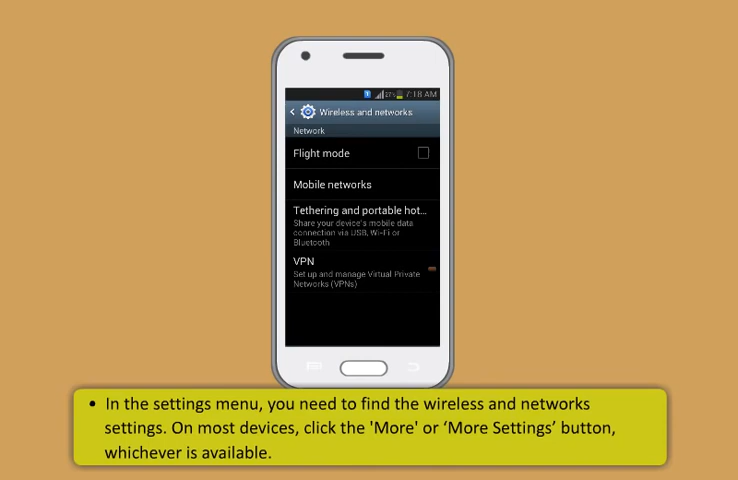 7:18 AM
Wireless and networks
Network
Flight mode
Mobile networks
Tethering and portable hot...
Share your device's mobile data
connection via USB, Wi-Fi or
Bluetooth
VPN
Set up and manage Virtual Private
Networks (VPNs)
• In the settings menu, you need to find the wireless and networks
settings. On most devices, click the 'More' or ‘More Settings’ button,
whichever is available.